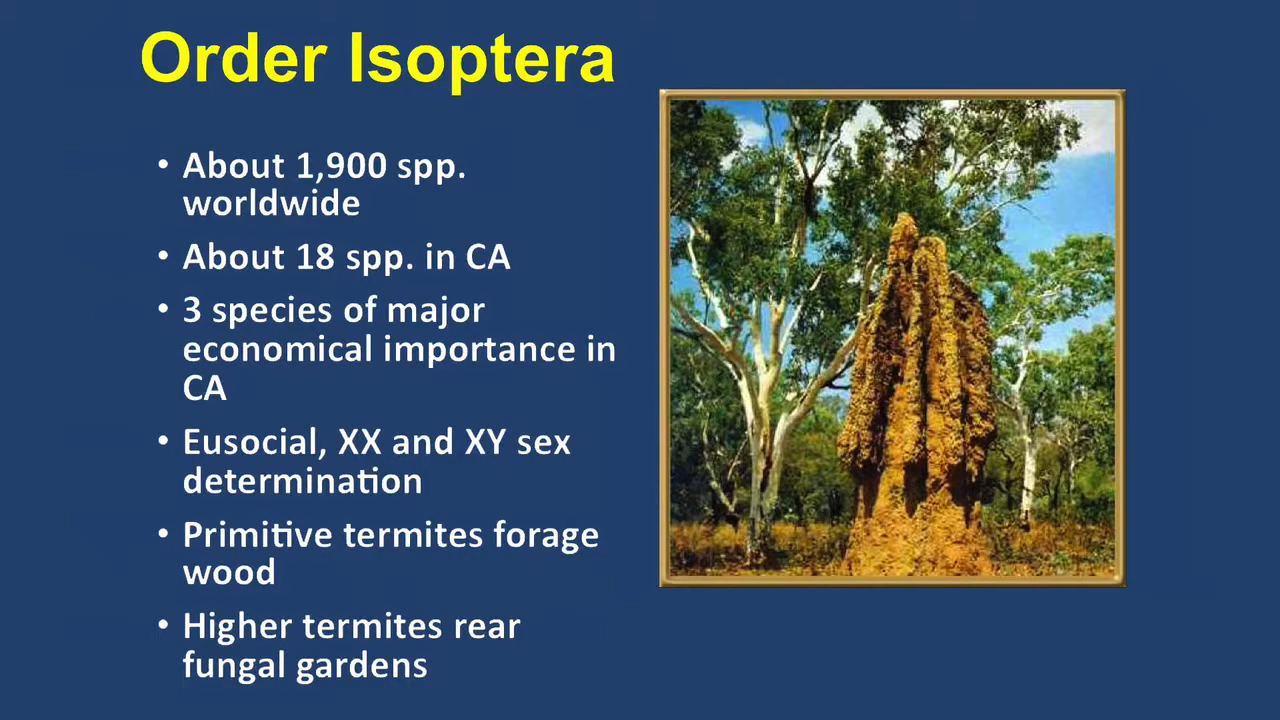 Order Isoptera
• About 1,900 spp.
worldwide
• About 18 spp. in CA
• 3 species of major
economical importance in
CA
• Eusocial, XX and XY sex
determination
• Primitive termites forage
wood
• Higher termites rear
fungal gardens